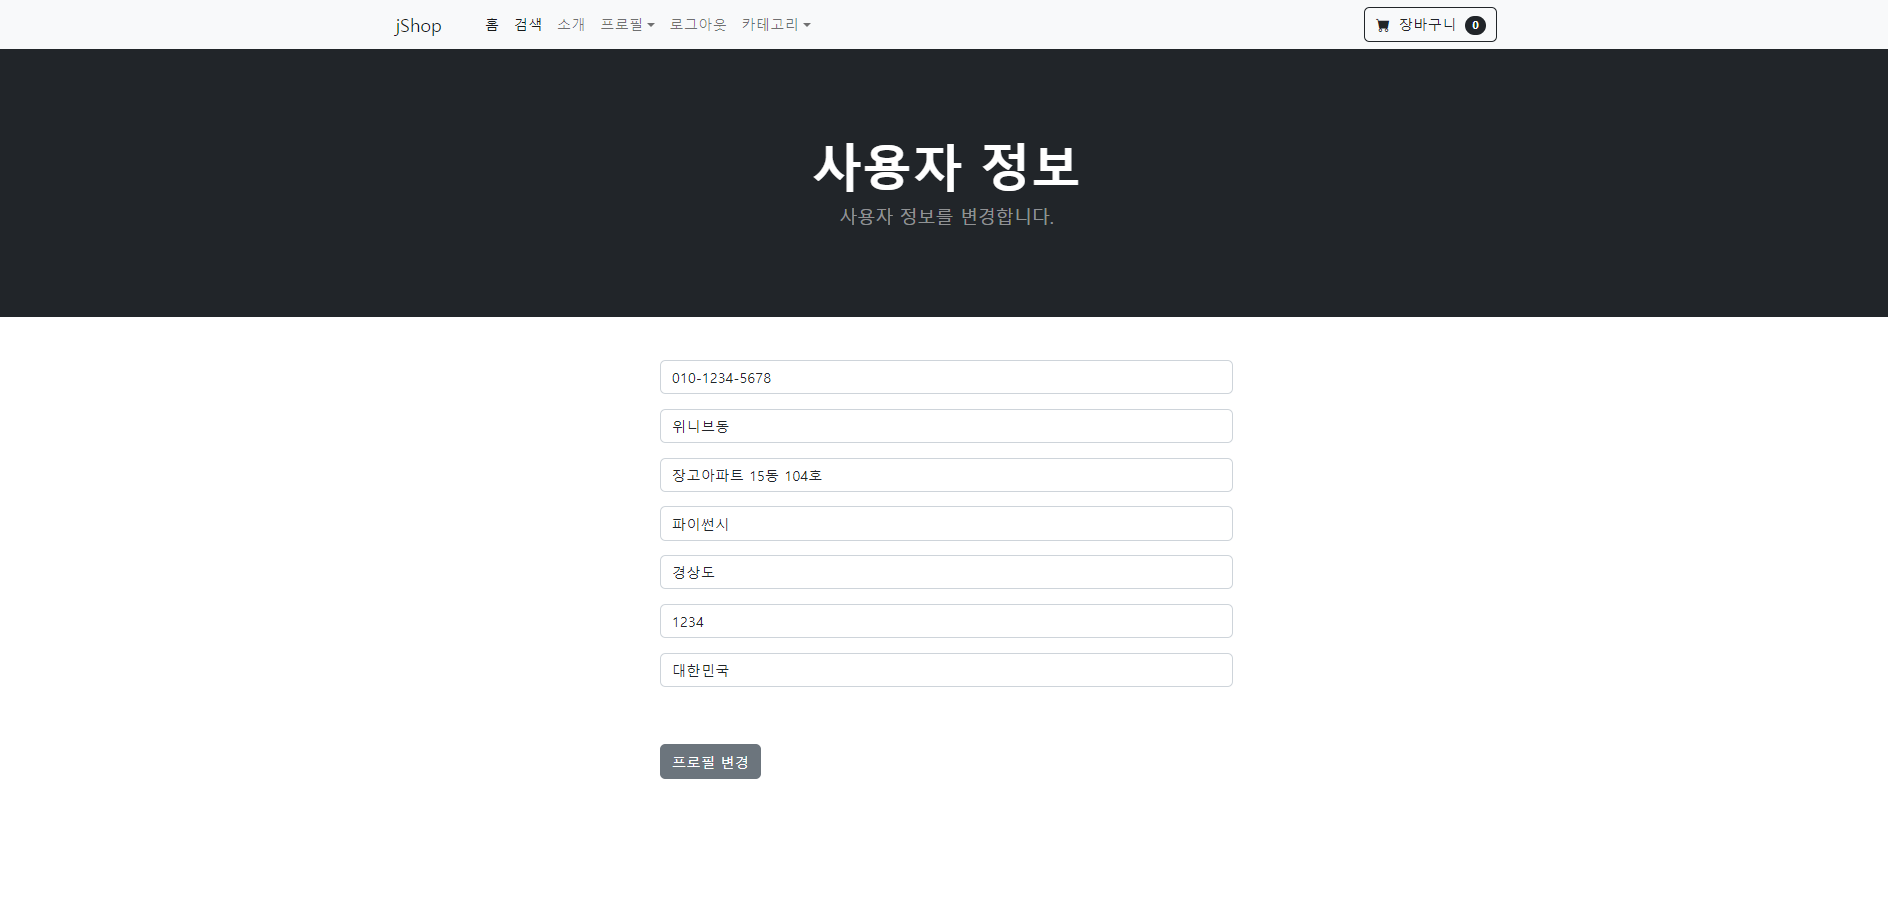 jShop 홈 검색 소개 프로필 로그아웃 카테고리 장바구니 0
사용자 정보
사용자 정보를 변경합니다.
010-1234-5678
위니브동
장고아파트 15동 104호
파이썬시
경상도
1234
대한민국
프로필 변경